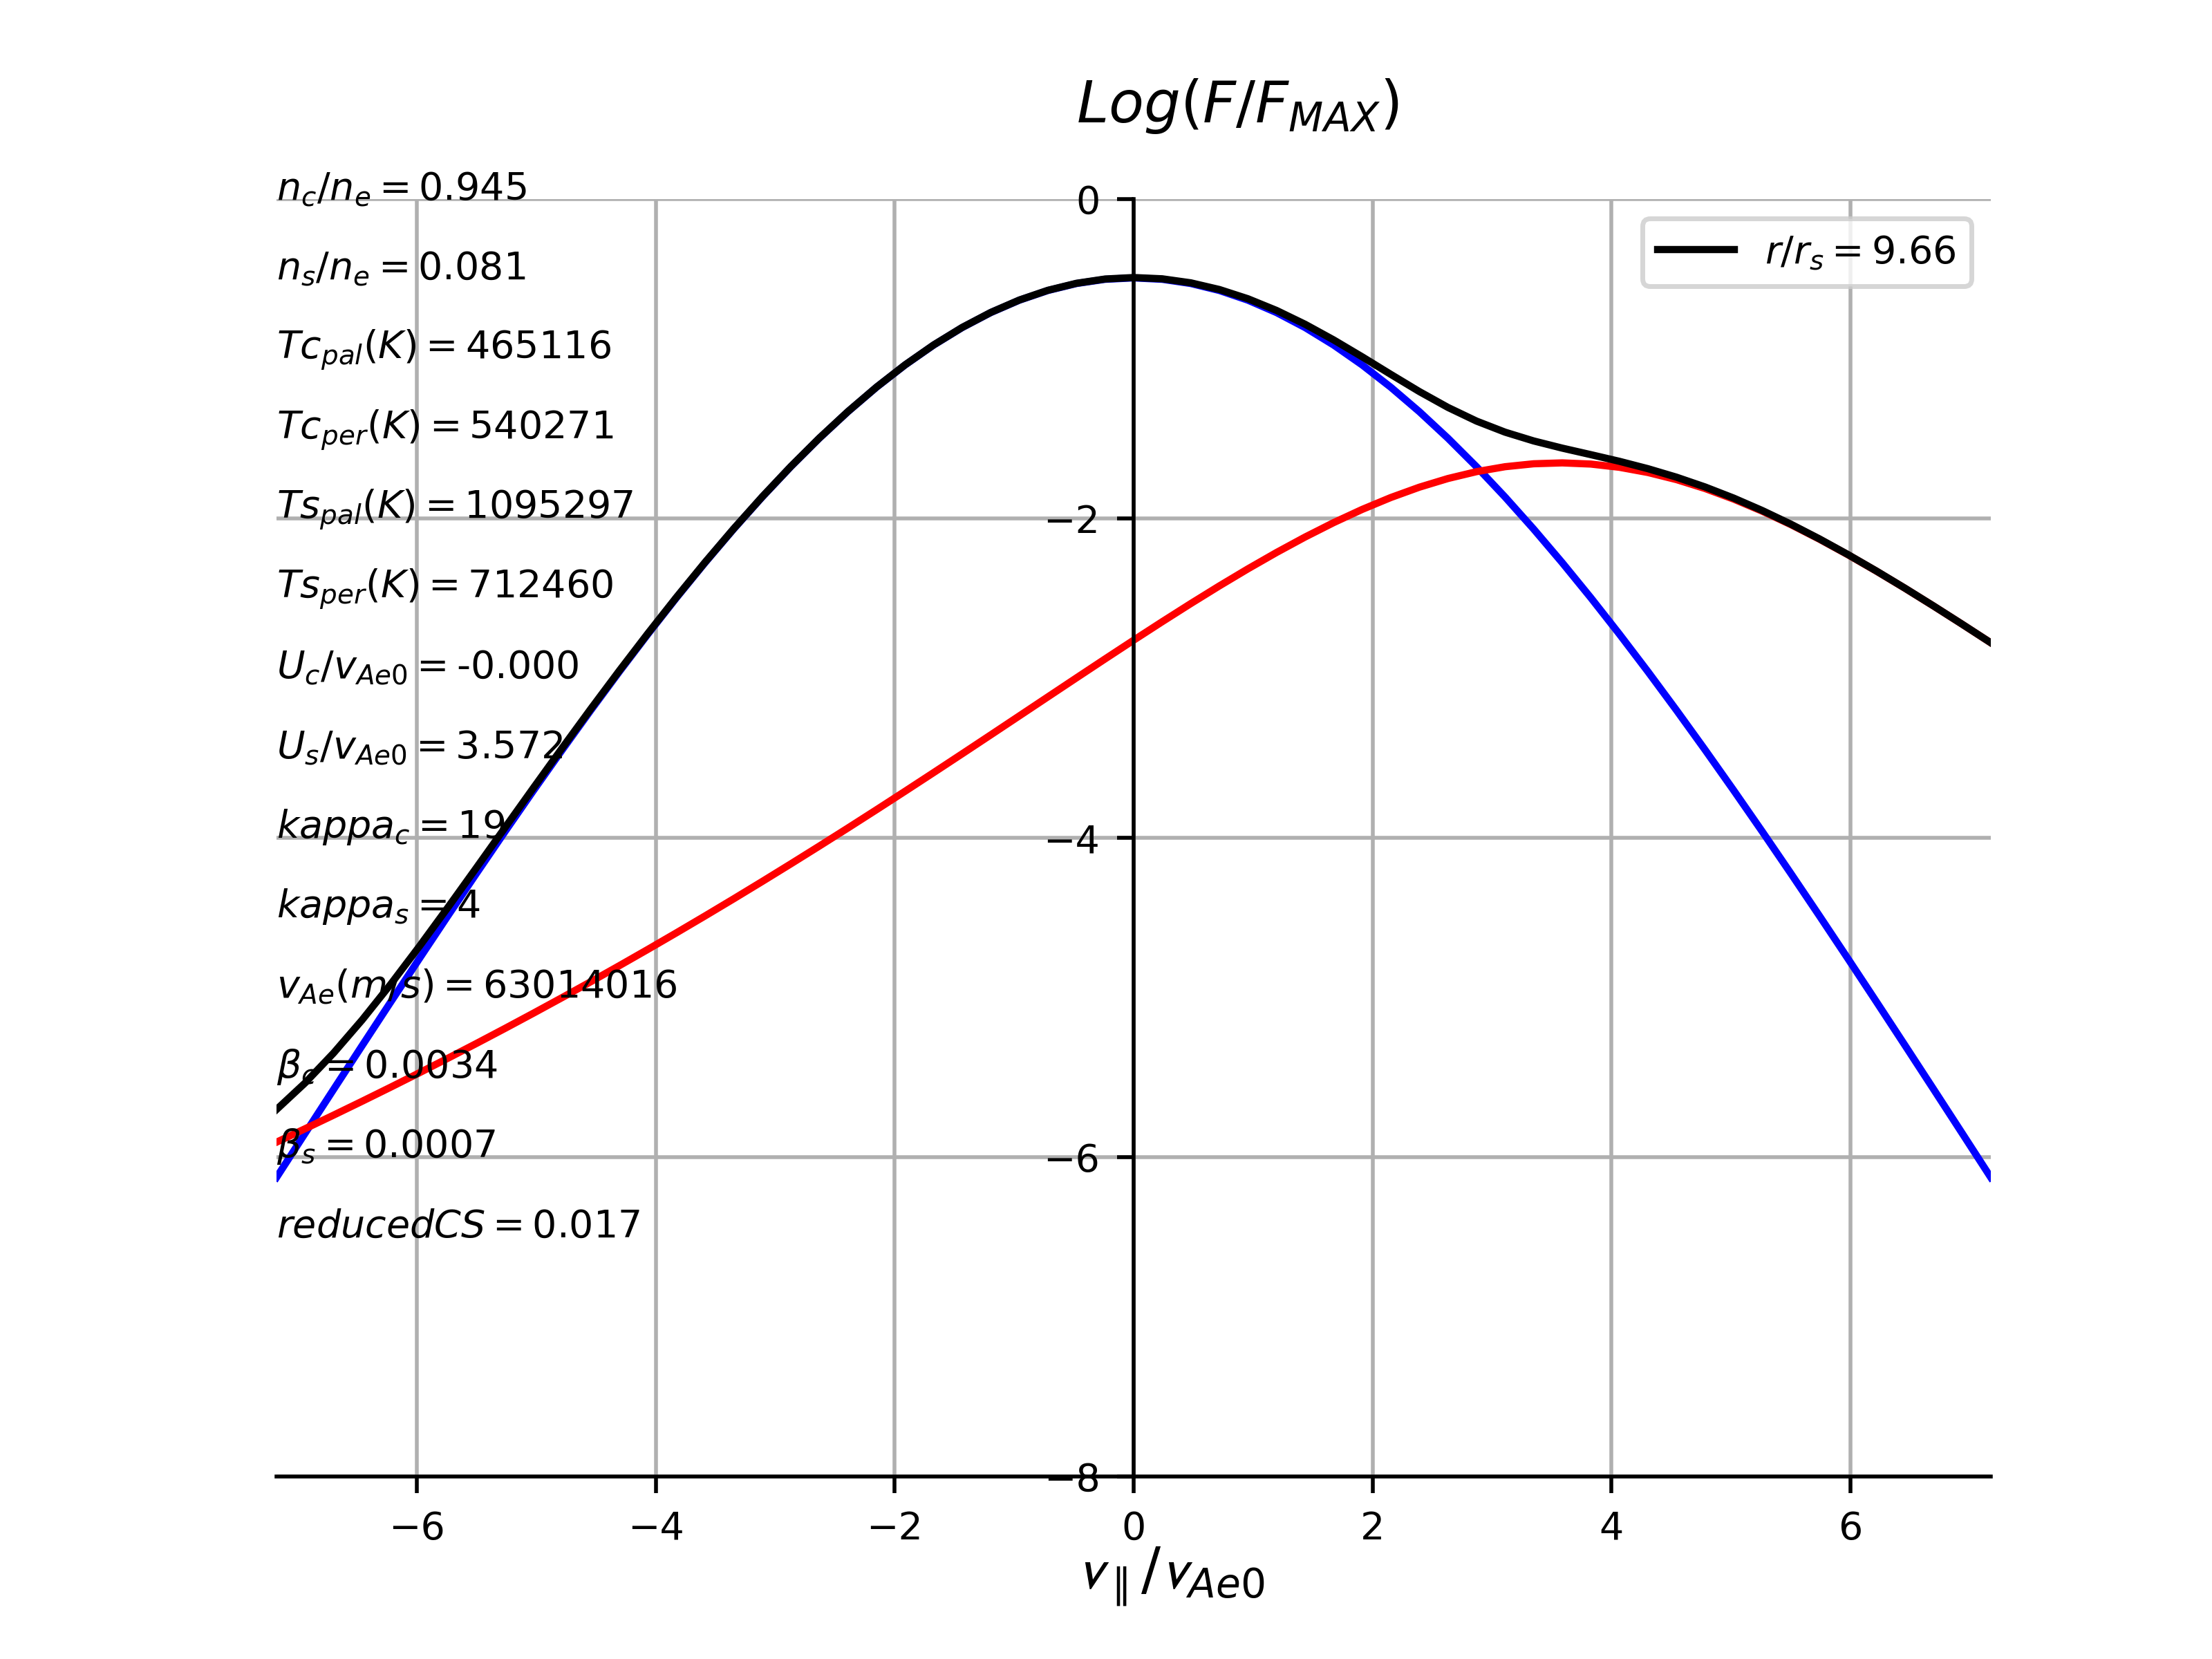 Log(F/F_MAX)
n_c/n_e = 0.945
0
n_s/n_e = 0.081
r/r_s = 9.66
Tc_pal(K) = 465116
Tc_per(K) = 540271
Ts_pal(K) = 1095297
−2
Ts_per(K) = 712460
U_c/v_Ae0 = -0.000
U_s/v_Ae0 = 3.572
kappa_c = 19
−4
kappa_s = 4
v_Ae(m/s) = 63014016
β_c = 0.0034
β_s = 0.0007
−6
reducedCS = 0.017
−8
−6 −4 −2 0 2 4 6
v_∥/v_Ae0